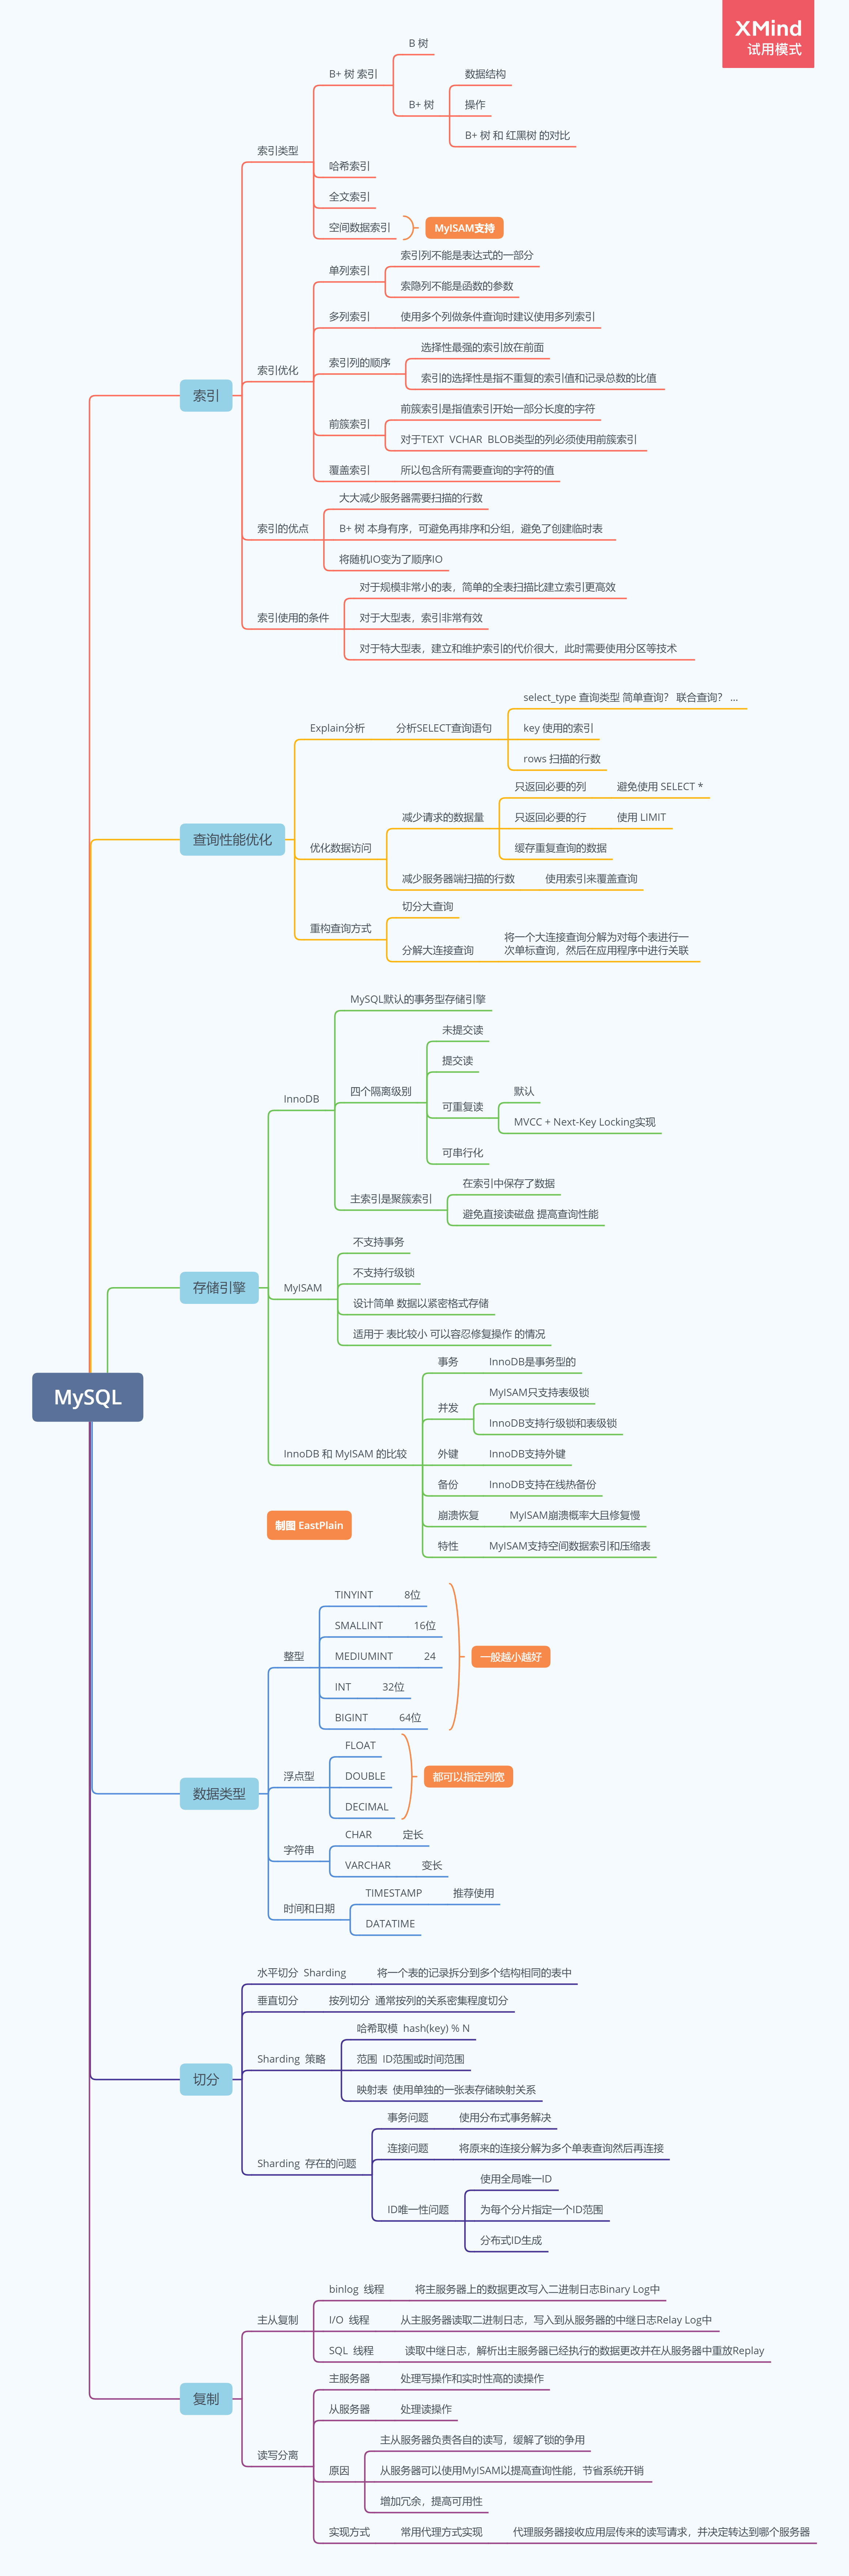 XMind
试用模式
MySQL
索引
索引类型
B+ 树 索引
B 树
B+ 树
数据结构
操作
B+ 树 和 红黑树 的对比
哈希索引
全文索引
空间数据索引
MyISAM支持
索引优化
单列索引
索引列不能是表达式的一部分
索隐列不能是函数的参数
多列索引
使用多个列做条件查询时建议使用多列索引
索引列的顺序
选择性最强的索引放在前面
索引的选择性是指不重复的索引值和记录总数的比值
前簇索引
前簇索引是指值索引开始一部分长度的字符
对于TEXT VCHAR BLOB类型的列必须使用前簇索引
覆盖索引
所以包含所有需要查询的字符的值
索引的优点
大大减少服务器需要扫描的行数
B+ 树 本身有序，可避免再排序和分组，避免了创建临时表
将随机IO变为了顺序IO
索引使用的条件
对于规模非常小的表，简单的全表扫描比建立索引更高效
对于大型表，索引非常有效
对于特大型表，建立和维护索引的代价很大，此时需要使用分区等技术
查询性能优化
Explain分析
分析SELECT查询语句
select_type 查询类型 简单查询？ 联合查询？ ...
key 使用的索引
rows 扫描的行数
优化数据访问
减少请求的数据量
只返回必要的列
避免使用 SELECT *
只返回必要的行
使用 LIMIT
缓存重复查询的数据
减少服务器端扫描的行数
使用索引来覆盖查询
重构查询方式
切分大查询
分解大连接查询
将一个大连接查询分解为对每个表进行一
次单标查询，然后在应用程序中进行关联
存储引擎
InnoDB
MySQL默认的事务型存储引擎
四个隔离级别
未提交读
提交读
可重复读
默认
MVCC + Next-Key Locking实现
可串行化
主索引是聚簇索引
在索引中保存了数据
避免直接读磁盘 提高查询性能
MyISAM
不支持事务
不支持行级锁
设计简单 数据以紧密格式存储
适用于 表比较小 可以容忍修复操作 的情况
InnoDB 和 MyISAM 的比较
事务
InnoDB是事务型的
并发
MyISAM只支持表级锁
InnoDB支持行级锁和表级锁
外键
InnoDB支持外键
备份
InnoDB支持在线热备份
崩溃恢复
MyISAM崩溃概率大且修复慢
特性
MyISAM支持空间数据索引和压缩表
制图 EastPlain
数据类型
整型
TINYINT
8位
SMALLINT
16位
MEDIUMINT
24
INT
32位
BIGINT
64位
一般越小越好
浮点型
FLOAT
DOUBLE
DECIMAL
都可以指定列宽
字符串
CHAR
定长
VARCHAR
变长
时间和日期
TIMESTAMP
推荐使用
DATATIME
切分
水平切分 Sharding
将一个表的记录拆分到多个结构相同的表中
垂直切分
按列切分 通常按列的关系密集程度切分
Sharding 策略
哈希取模 hash(key) % N
范围 ID范围或时间范围
映射表 使用单独的一张表存储映射关系
Sharding 存在的问题
事务问题
使用分布式事务解决
连接问题
将原来的连接分解为多个单表查询然后再连接
ID唯一性问题
使用全局唯一ID
为每个分片指定一个ID范围
分布式ID生成
复制
主从复制
binlog 线程
将主服务器上的数据更改写入二进制日志Binary Log中
I/O 线程
从主服务器读取二进制日志，写入到从服务器的中继日志Relay Log中
SQL 线程
读取中继日志，解析出主服务器已经执行的数据更改并在从服务器中重放Replay
读写分离
主服务器
处理写操作和实时性高的读操作
从服务器
处理读操作
原因
主从服务器负责各自的读写，缓解了锁的争用
从服务器可以使用MyISAM以提高查询性能，节省系统开销
增加冗余，提高可用性
实现方式
常用代理方式实现
代理服务器接收应用层传来的读写请求，并决定转达到哪个服务器